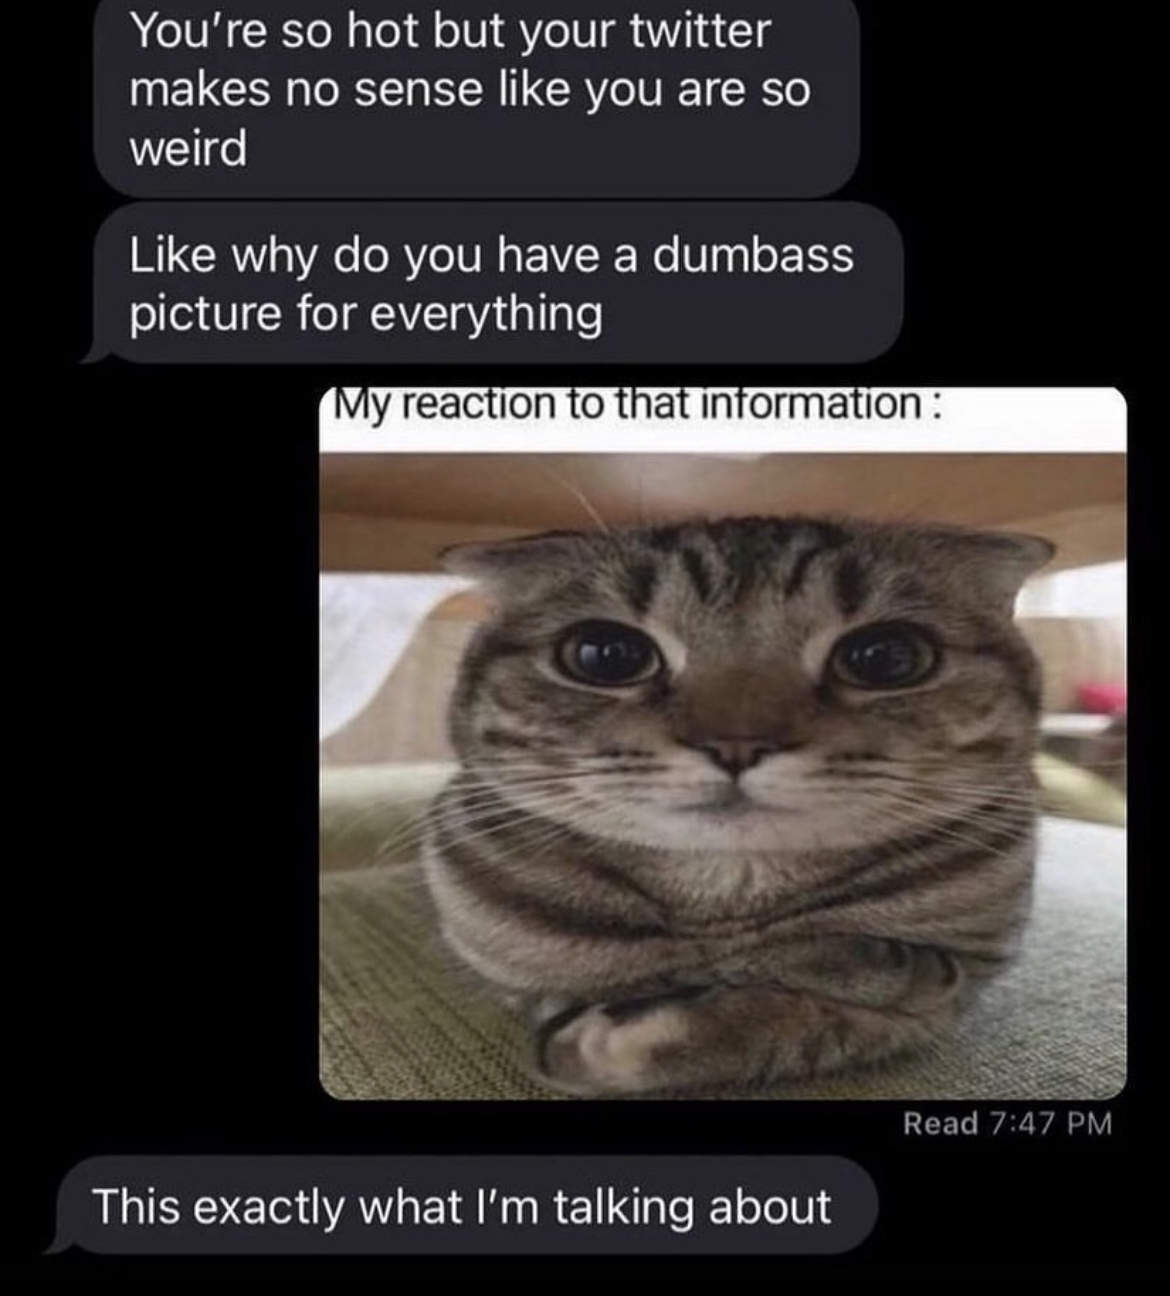 You're so hot but your twitter
makes no sense like you are so
weird
Like why do you have a dumbass
picture for everything
My reaction to that information :
Read 7:47 PM
This exactly what I'm talking about